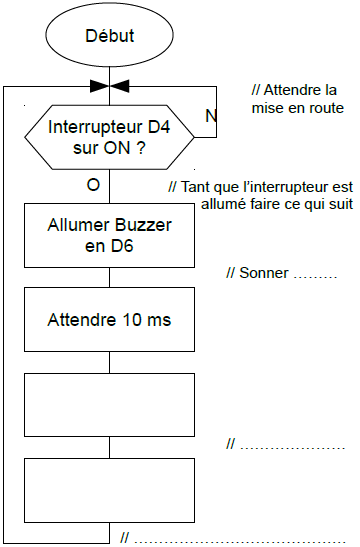 Début
// Attendre la
mise en route
N
Interrupteur D4
sur ON ?
O
// Tant que l'interrupteur est
allumé faire ce qui suit
Allumer Buzzer
en D6
// Sonner ………
Attendre 10 ms
// …………………
// ……………………………………